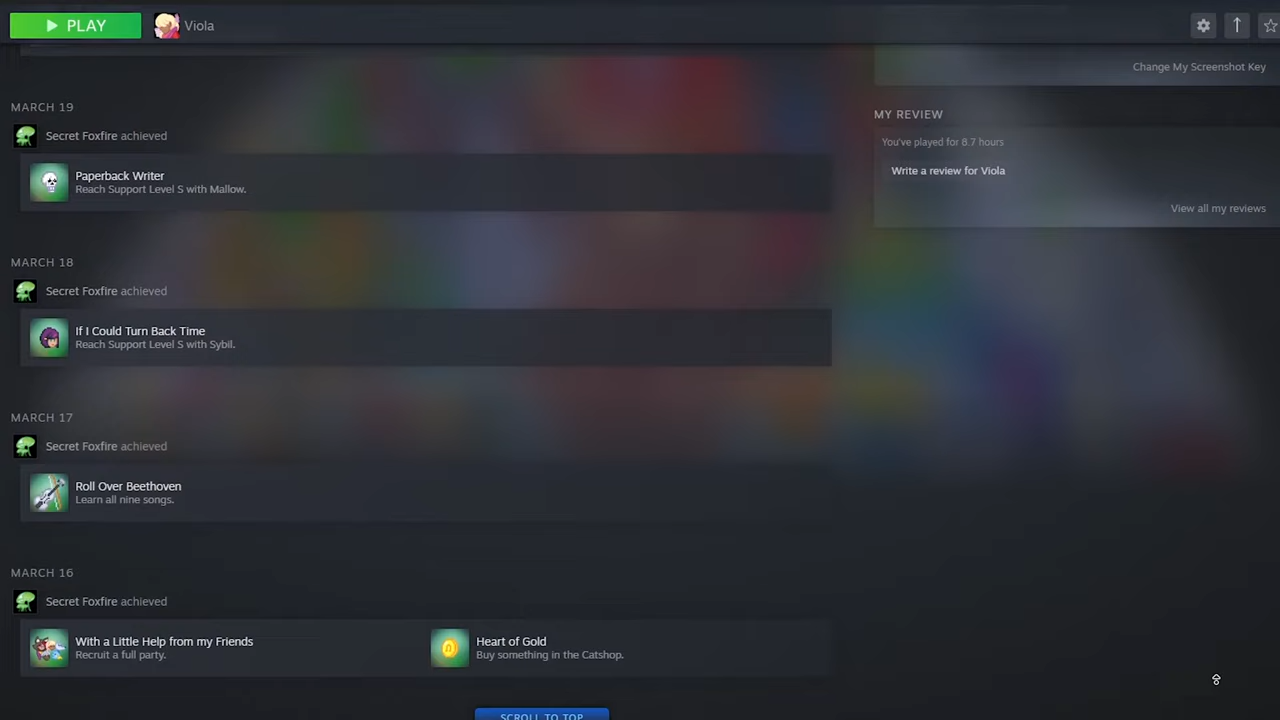 PLAY
Viola
Change My Screenshot Key
MARCH 19
MY REVIEW
Secret Foxfire achieved
You've played for 8.7 hours
Paperback Writer
Reach Support Level S with Mallow.
Write a review for Viola
View all my reviews
MARCH 18
Secret Foxfire achieved
If I Could Turn Back Time
Reach Support Level S with Sybil.
MARCH 17
Secret Foxfire achieved
Roll Over Beethoven
Learn all nine songs.
MARCH 16
Secret Foxfire achieved
With a Little Help from my Friends
Recruit a full party.
Heart of Gold
Buy something in the Catshop.
SCROLL TO TOP